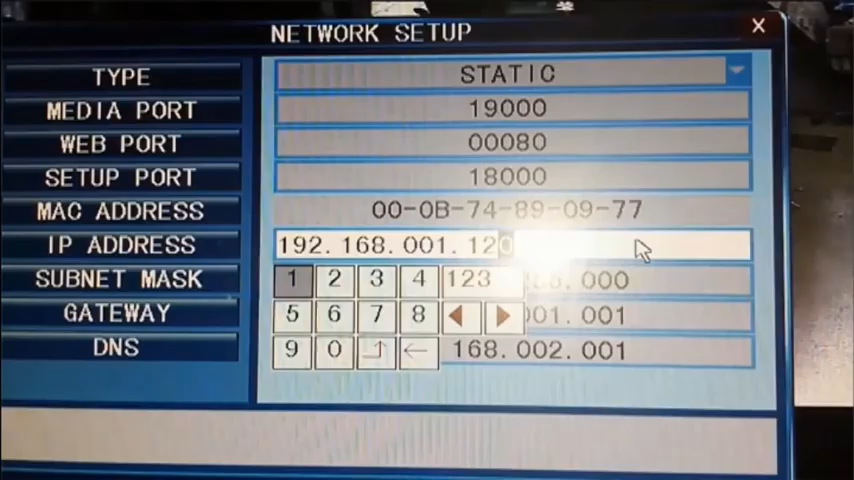 NETWORK SETUP X
TYPE STATIC
MEDIA PORT 19000
WEB PORT 00080
SETUP PORT 18000
MAC ADDRESS 00-0B-74-89-09-77
IP ADDRESS 192.168.001.120
SUBNET MASK .000
1 2 3 4 123
GATEWAY 001.001
5 6 7 8
DNS 168.002.001
9 0